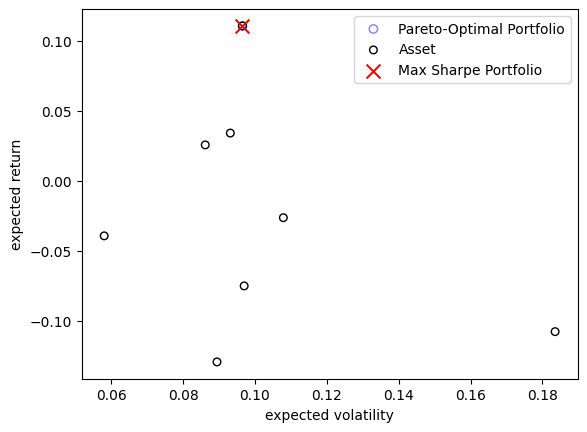 Pareto-Optimal Portfolio
Asset
Max Sharpe Portfolio
expected return
0.10
0.05
0.00
−0.05
−0.10
0.06
0.08
0.10
0.12
0.14
0.16
0.18
expected volatility